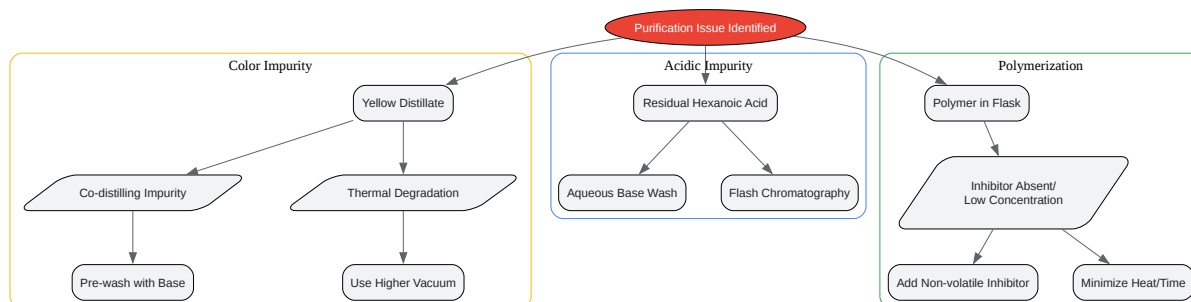 Purification Issue Identified
Color Impurity
Acidic Impurity
Polymerization
Yellow Distillate
Residual Hexanoic Acid
Polymer in Flask
Co-distilling Impurity
Thermal Degradation
Aqueous Base Wash
Flash Chromatography
Inhibitor Absent/
Low Concentration
Pre-wash with Base
Use Higher Vacuum
Add Non-volatile Inhibitor
Minimize Heat/Time